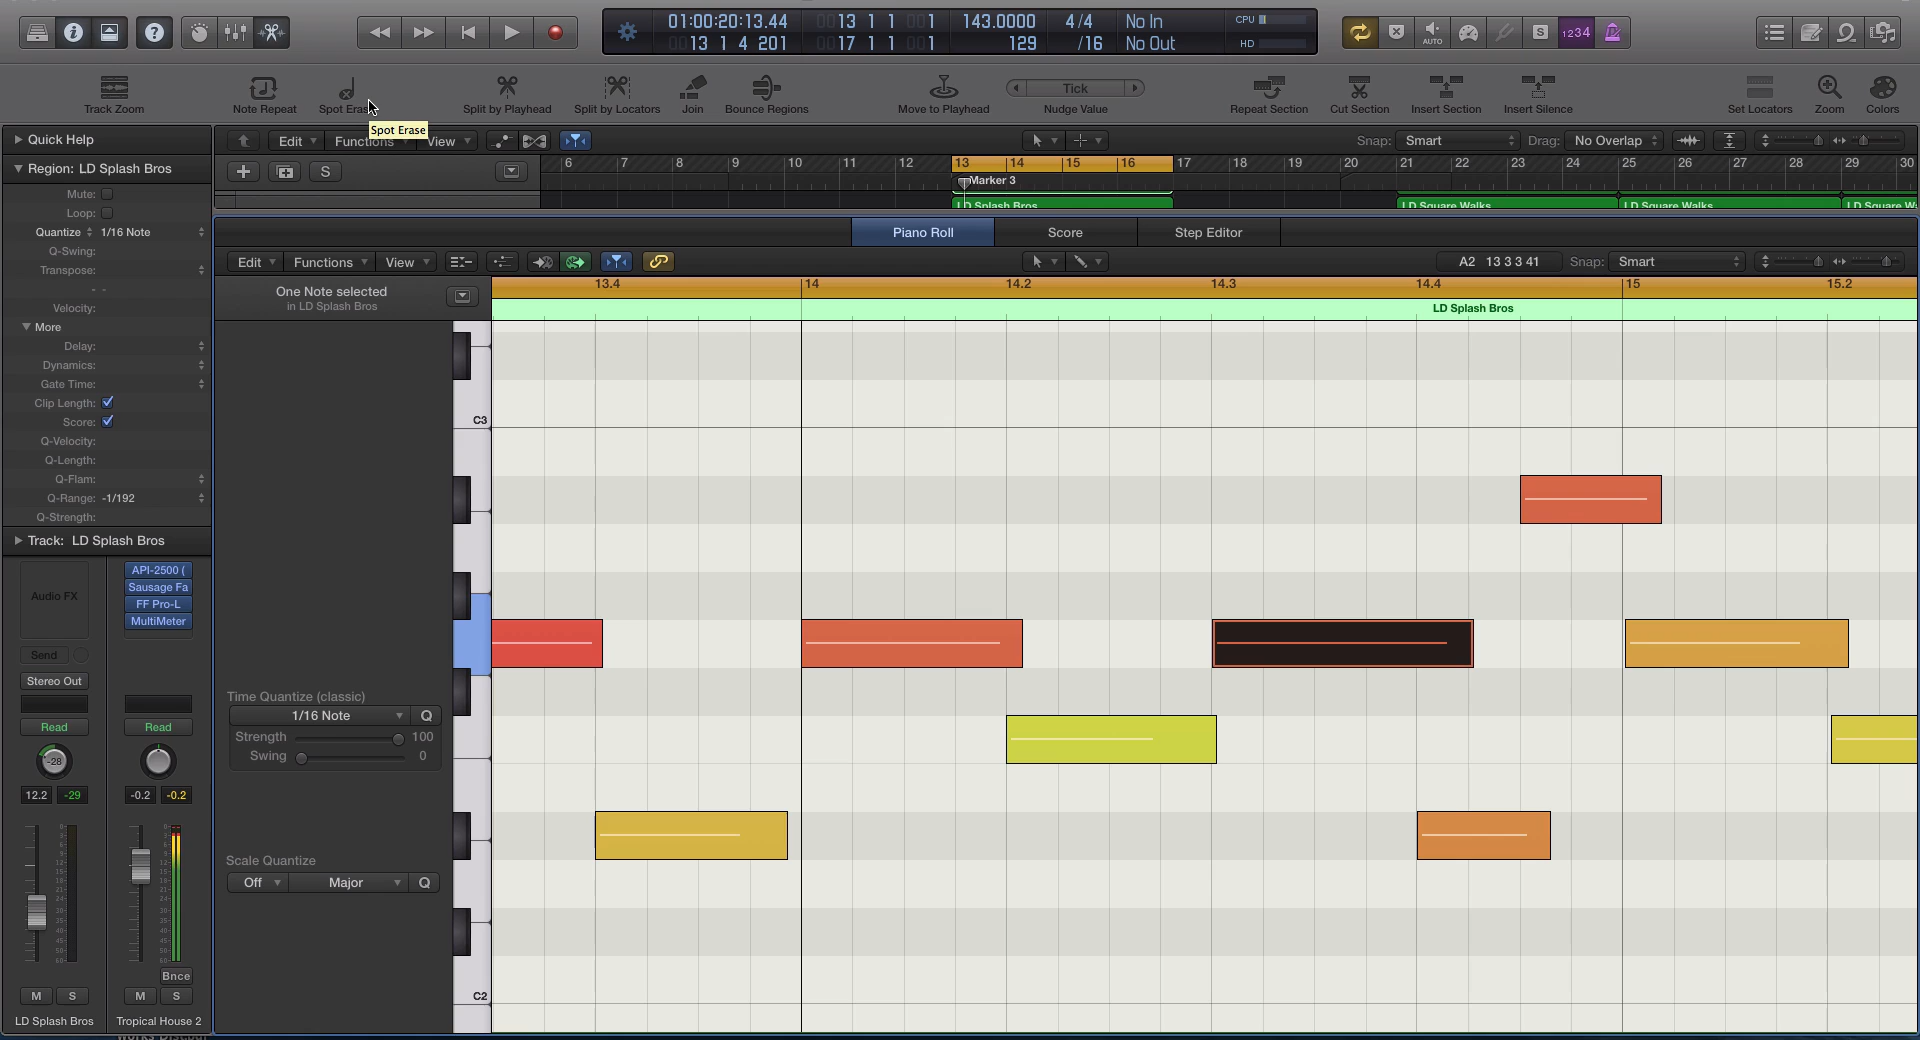 01:00:20:13.44 0013 1 1 001 143.0000 4/4 No In CPU
0013 1 4 201 0017 1 1 001 129 /16 No Out HD
AUTO S 1234
Track Zoom Note Repeat Spot Erase Split by Playhead Split by Locators Join Bounce Regions Move to Playhead Tick Nudge Value Repeat Section Cut Section Insert Section Insert Silence Set Locators Zoom Colors
Spot Erase
Quick Help
Edit Functions View Snap: Smart Drag: No Overlap
Region: LD Splash Bros
S
6 7 8 9 10 11 12 13 14 15 16 17 18 19 20 21 22 23 24 25 26 27 28 29 30
Marker 3
LD Splash Bros LD Square Walks LD Square Walks LD Square W
Mute:
Loop:
Quantize 1/16 Note
Q-Swing:
Transpose:
- -
Velocity:
More
Delay:
Dynamics:
Gate Time:
Clip Length:
Score:
Q-Velocity:
Q-Length:
Q-Flam:
Q-Range: -1/192
Q-Strength:
Piano Roll Score Step Editor
Edit Functions View A2 13 3 3 41 Snap: Smart
One Note selected
in LD Splash Bros
13.4 14 14.2 14.3 14.4 15 15.2
LD Splash Bros
C3
C2
Time Quantize (classic)
1/16 Note Q
Strength 100
Swing 0
Scale Quantize
Off Major Q
Track: LD Splash Bros
Audio FX
API-2500 (
Sausage Fa
FF Pro-L
MultiMeter
Send
Stereo Out
Read Read
-28
12.2 -29 -0.2 -0.2
Bnce
M S M S
LD Splash Bros Tropical House 2